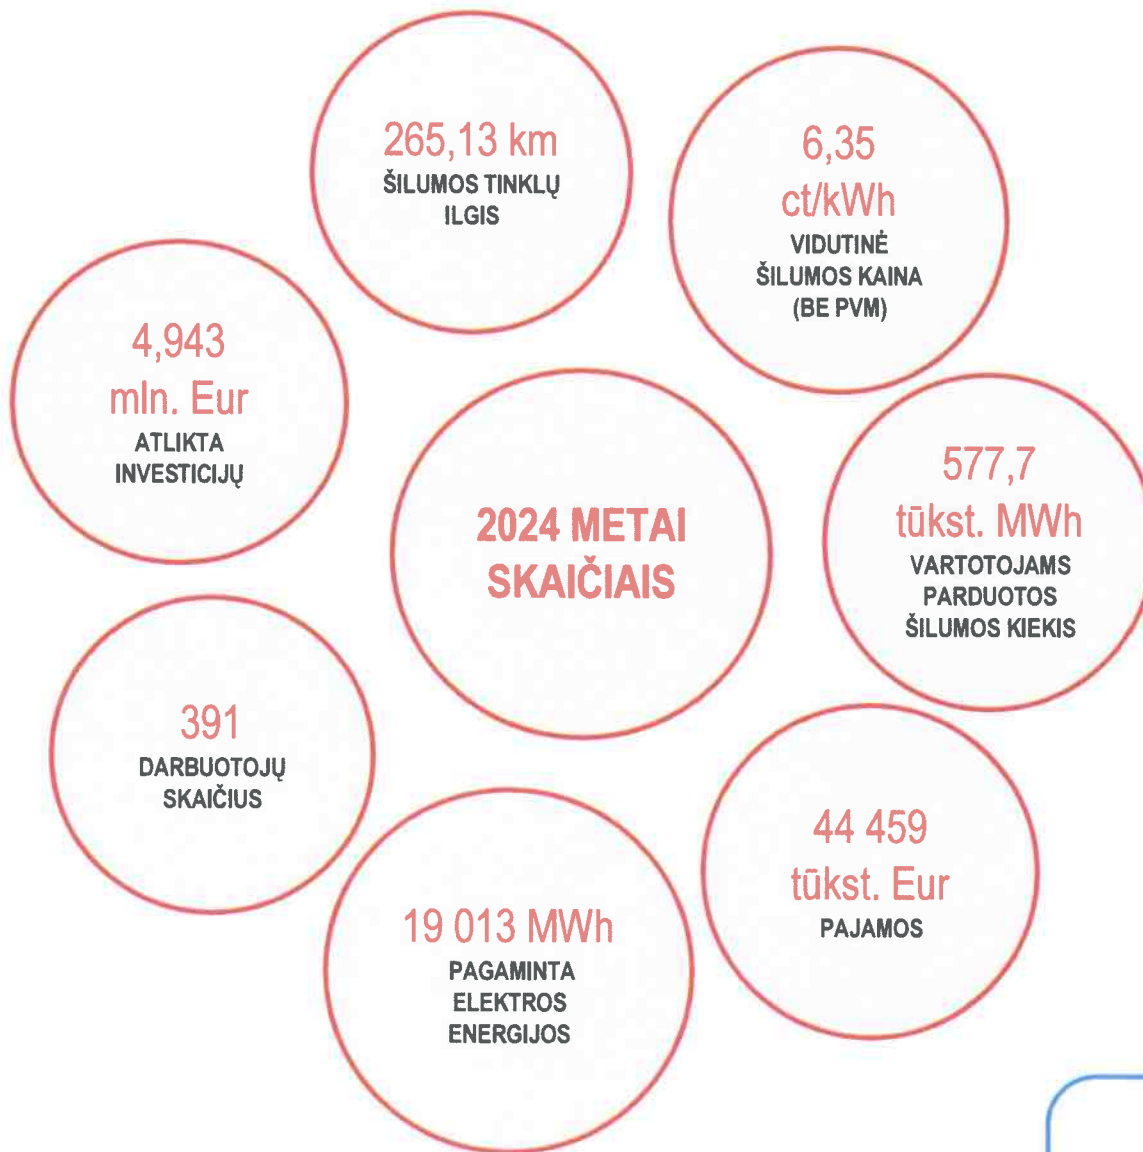 265,13 km
ŠILUMOS TINKLŲ
ILGIS
6,35
ct/kWh
VIDUTINĖ
ŠILUMOS KAINA
(BE PVM)
4,943
mln. Eur
ATLIKTA
INVESTICIJŲ
2024 METAI
SKAIČIAIS
577,7
tūkst. MWh
VARTOTOJAMS
PARDUOTOS
ŠILUMOS KIEKIS
391
DARBUOTOJŲ
SKAIČIUS
44 459
tūkst. Eur
PAJAMOS
19 013 MWh
PAGAMINTA
ELEKTROS
ENERGIJOS